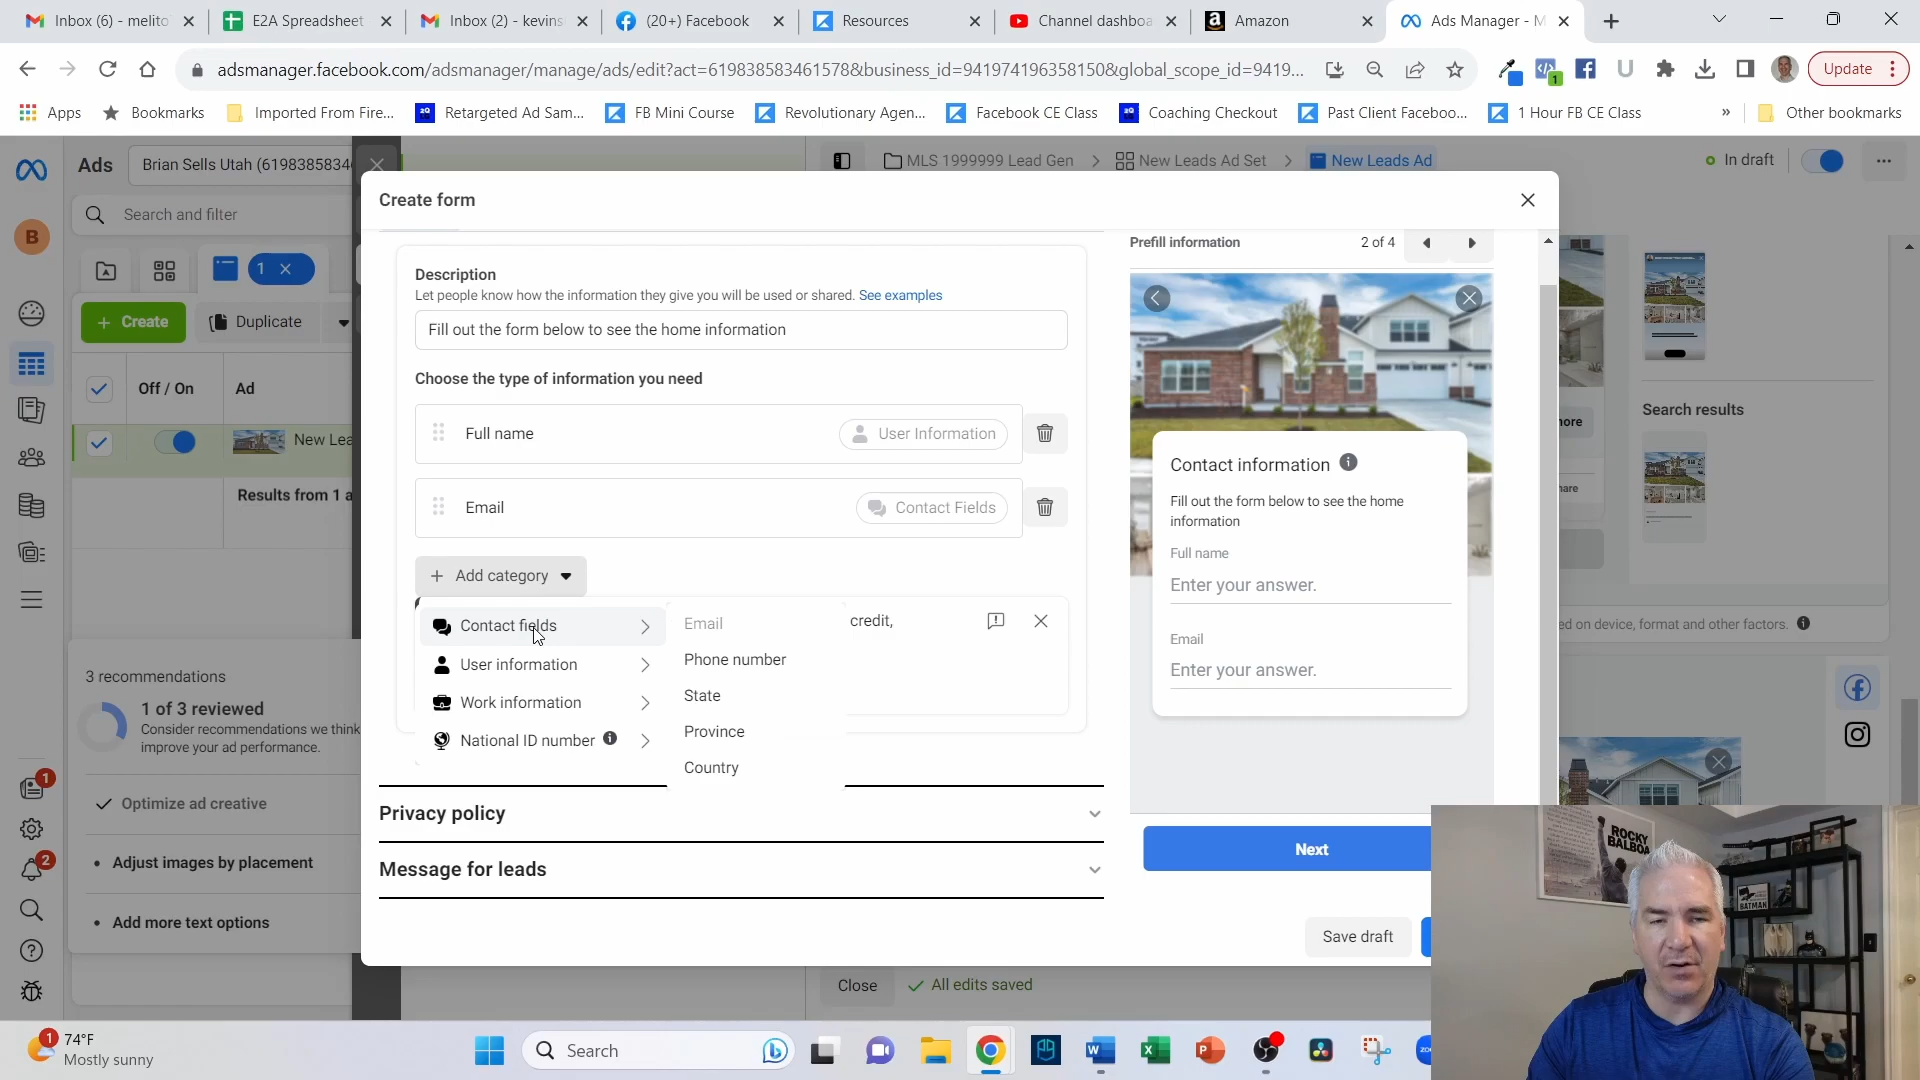 Inbox (6) - melito
E2A Spreadsheet
Inbox (2) - kevins
(20+) Facebook
Resources
Channel dashboa
Amazon
Ads Manager - M
adsmanager.facebook.com/adsmanager/manage/ads/edit?act=619838583461578&business_id=941974196358150&global_scope_id=9419...
1
Update
Apps
Bookmarks
Imported From Fire...
Retargeted Ad Sam...
FB Mini Course
Revolutionary Agen...
Facebook CE Class
Coaching Checkout
Past Client Faceboo...
1 Hour FB CE Class
»
Other bookmarks
Ads
Brian Sells Utah (6198385834
MLS 1999999 Lead Gen
New Leads Ad Set
New Leads Ad
In draft
B
Search and filter
1
+ Create
Duplicate
Off / On
Ad
New Lea
Results from 1 a
3 recommendations
1 of 3 reviewed
Consider recommendations we think
improve your ad performance.
Optimize ad creative
• Adjust images by placement
• Add more text options
1
2
Create form
Description
Let people know how the information they give you will be used or shared. See examples
Fill out the form below to see the home information
Choose the type of information you need
Full name
User Information
Email
Contact Fields
+ Add category
Contact fields
User information
Work information
National ID number
Email
Phone number
State
Province
Country
credit,
Privacy policy
Message for leads
Prefill information
2 of 4
Contact information
Fill out the form below to see the home
information
Full name
Enter your answer.
Email
Enter your answer.
Next
Save draft
Close
All edits saved
more
Search results
hare
ed on device, format and other factors.
ROCKY
BALBOA
BATMAN
1
74°F
Mostly sunny
Search